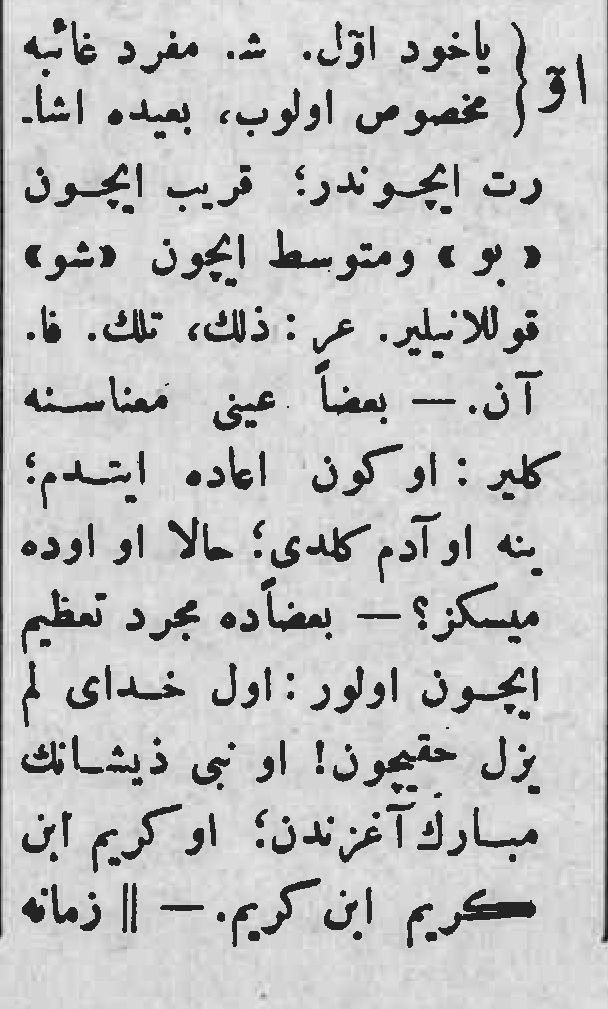 اوۤ { یاخود اوۤل. ش. مفرد غائبه
مخصوص اولوب، بعیده اشا-
رت ایچوندر؛ قریب ایچون
«بو» ومتوسط ایچون «شو»
قوللانیلیر. عر : ذلك، تلك. فا.
آن. — بعضاً عینی معناسنه
کلیر : او کون اعاده ایتدم؛
ینه او آدم کلدی؛ حالا او اوده
میسکز؟ — بعضاًده مجرد تعظیم
ایچون اولور : اول خدای لم
یزل حقیچون! او نبی ذیشانك
مبارك آغزندن؛ او کریم ابن
کریم ابن کریم. — || زمانه